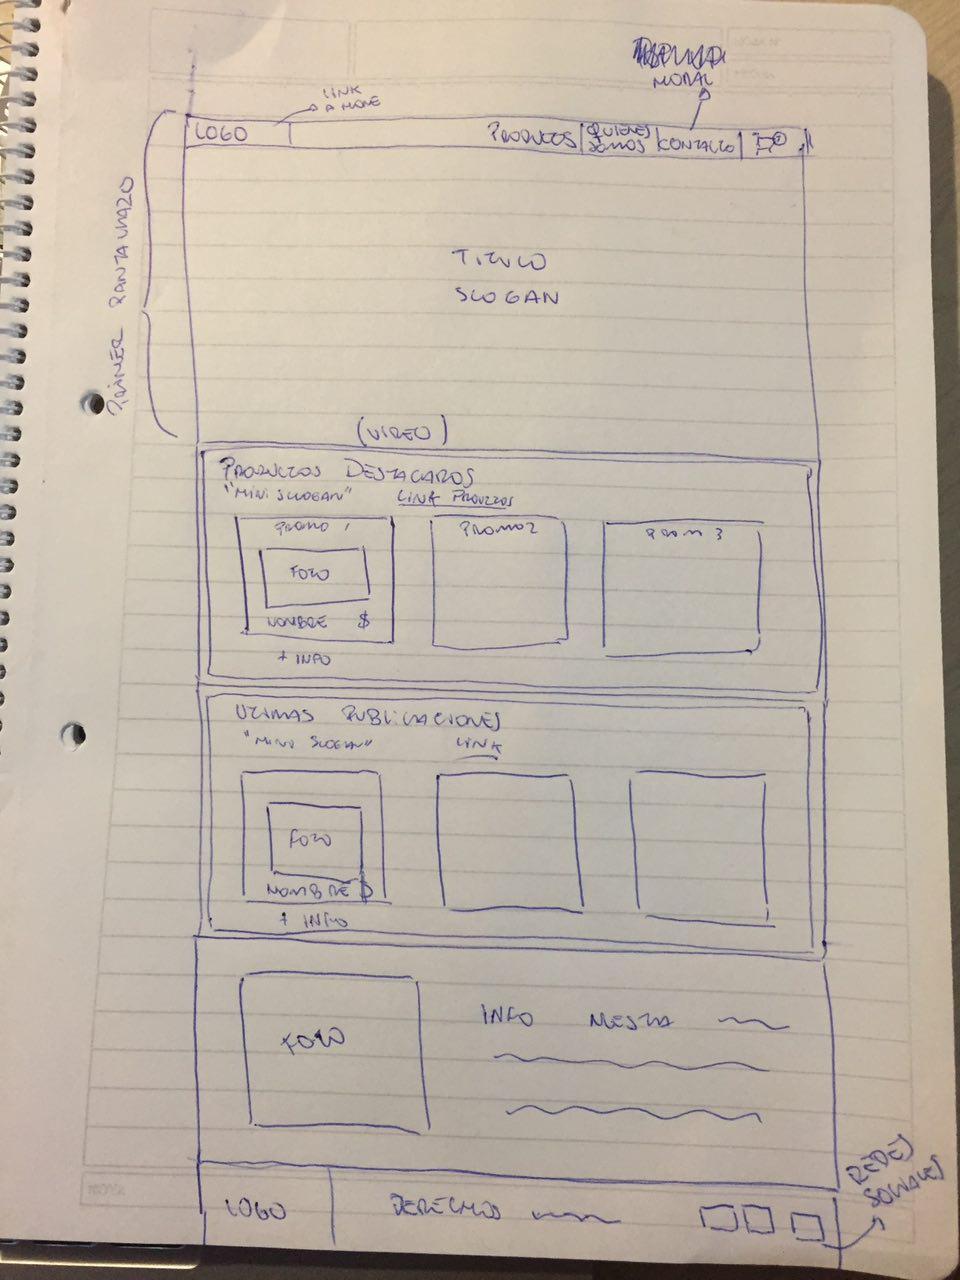 MODAL
LINK
A HOME
LOGO
PRODUCTOS
QUIENES
SOMOS
CONTACTO
PRIMER PANTALLAZO
TITULO
SLOGAN
(VIDEO)
PRODUCTOS DESTACADOS
"MINI SLOGAN"
LINK PRODUCTOS
PROMO 1
PROMO 2
PROM 3
FOTO
NOMBRE $
+ INFO
ULTIMAS PUBLICACIONES
"MINI SLOGAN"
LINK
FOTO
NOMBRE $
+ INFO
FOTO
INFO NUESTRA
REDES
SOCIALES
LOGO
DERECHOS